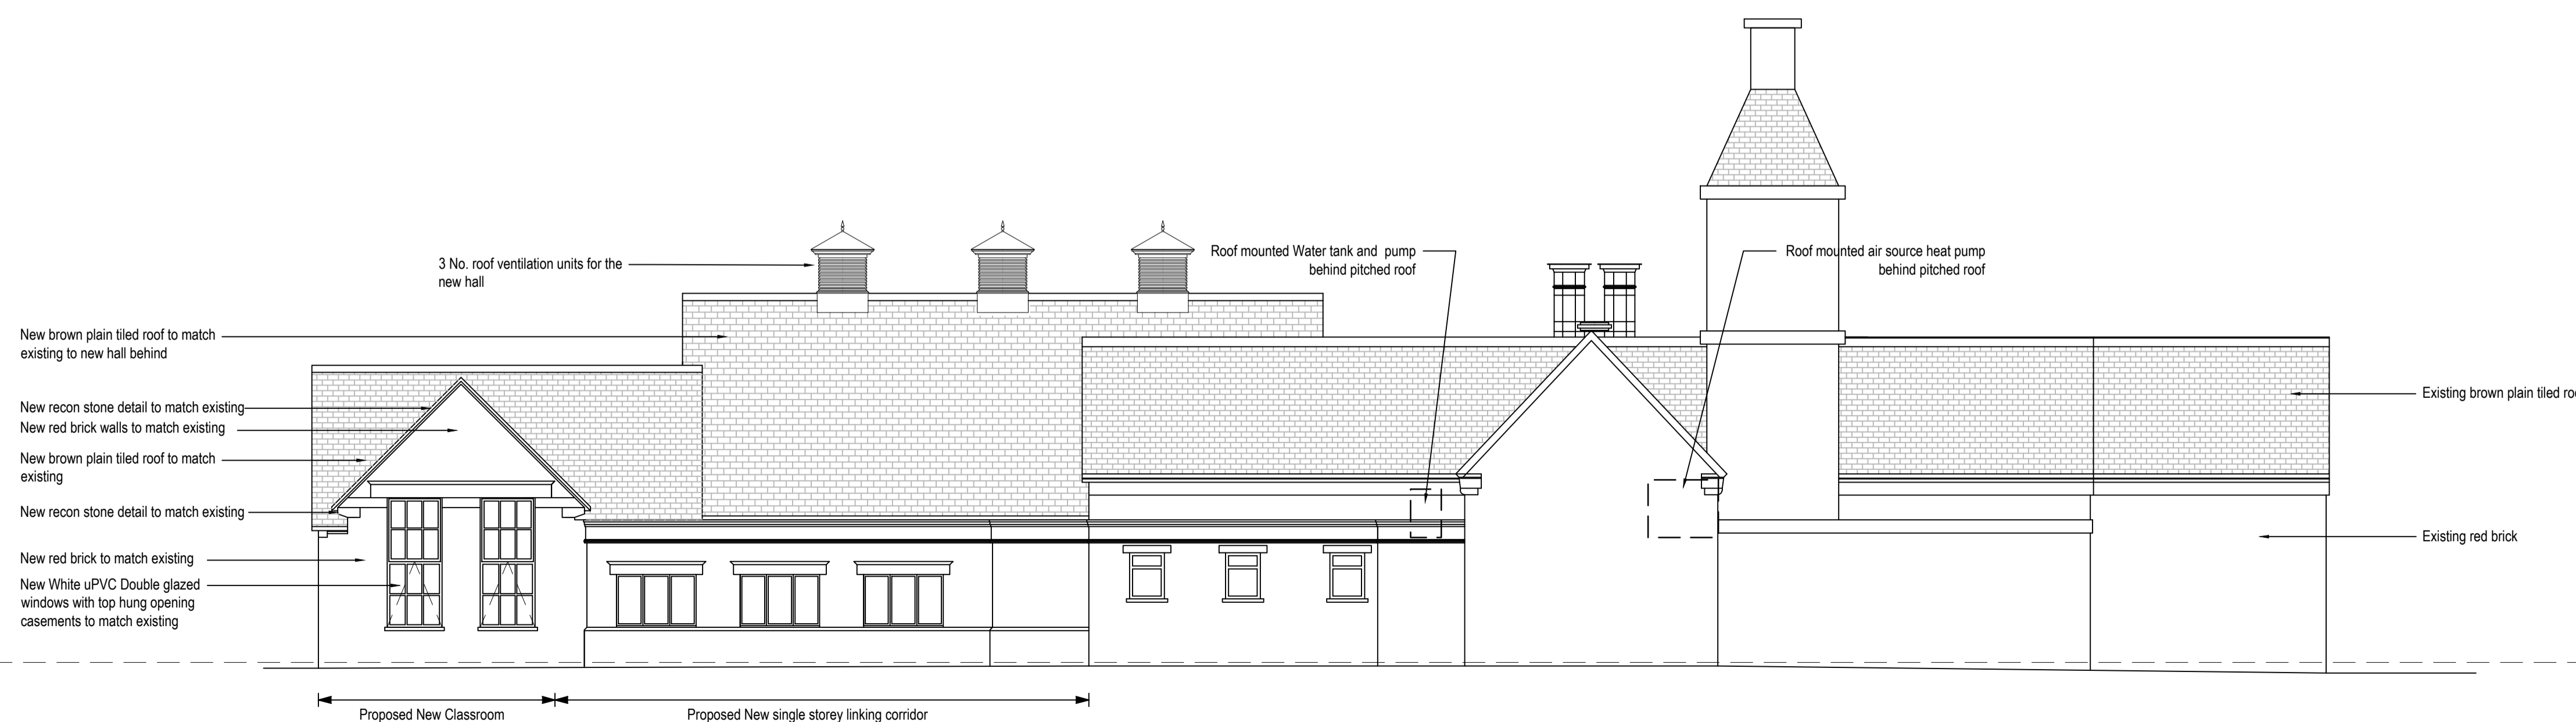 3 No. roof ventilation units for the
new hall
Roof mounted Water tank and pump
behind pitched roof
Roof mounted air source heat pump
behind pitched roof
New brown plain tiled roof to match
existing to new hall behind
New recon stone detail to match existing
New red brick walls to match existing
New brown plain tiled roof to match
existing
New recon stone detail to match existing
New red brick to match existing
New White uPVC Double glazed
windows with top hung opening
casements to match existing
Existing brown plain tiled
Existing red brick
Proposed New Classroom
Proposed New single storey linking corridor